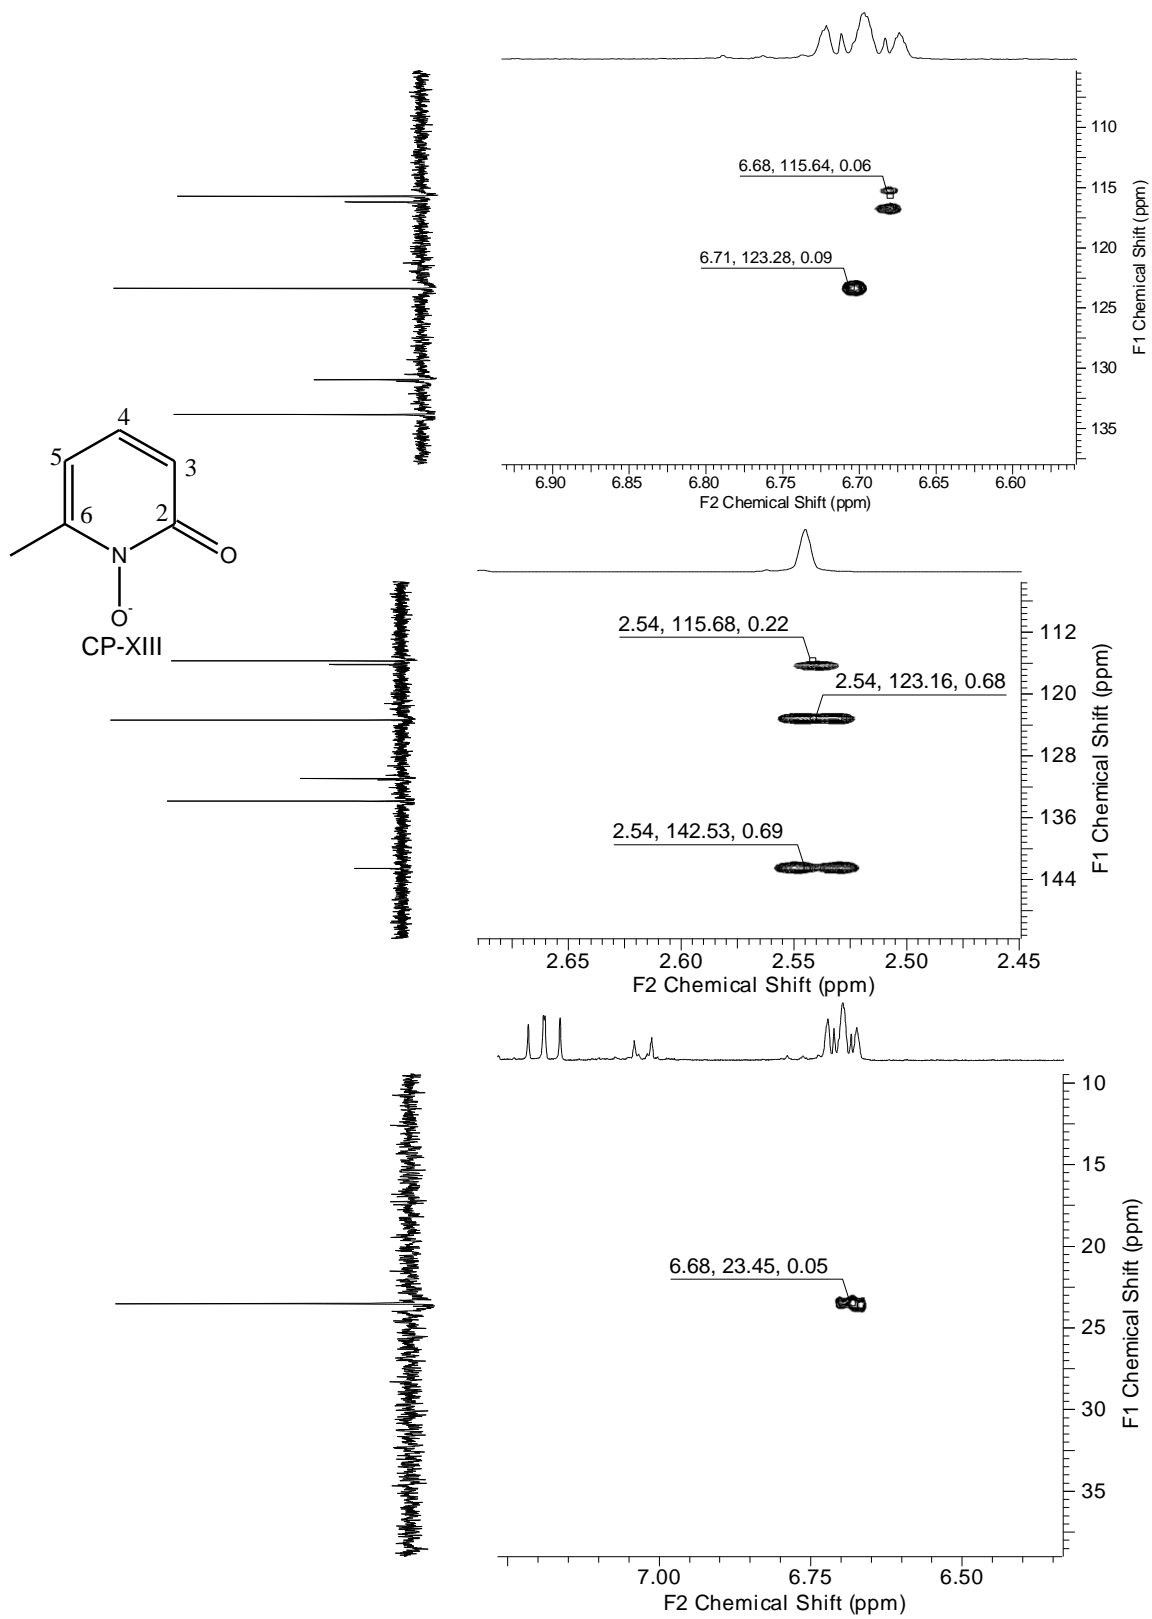 110
6.68, 115.64, 0.06
115
120
6.71, 123.28, 0.09
125
130
135
F1 Chemical Shift (ppm)
6.90 6.85 6.80 6.75 6.70 6.65 6.60
F2 Chemical Shift (ppm)
4
5
3
6
2
N
O
O-
CP-XIII
2.54, 115.68, 0.22
112
2.54, 123.16, 0.68
120
128
136
2.54, 142.53, 0.69
144
F1 Chemical Shift (ppm)
2.65 2.60 2.55 2.50 2.45
F2 Chemical Shift (ppm)
10
15
20
6.68, 23.45, 0.05
25
30
35
F1 Chemical Shift (ppm)
7.00 6.75 6.50
F2 Chemical Shift (ppm)